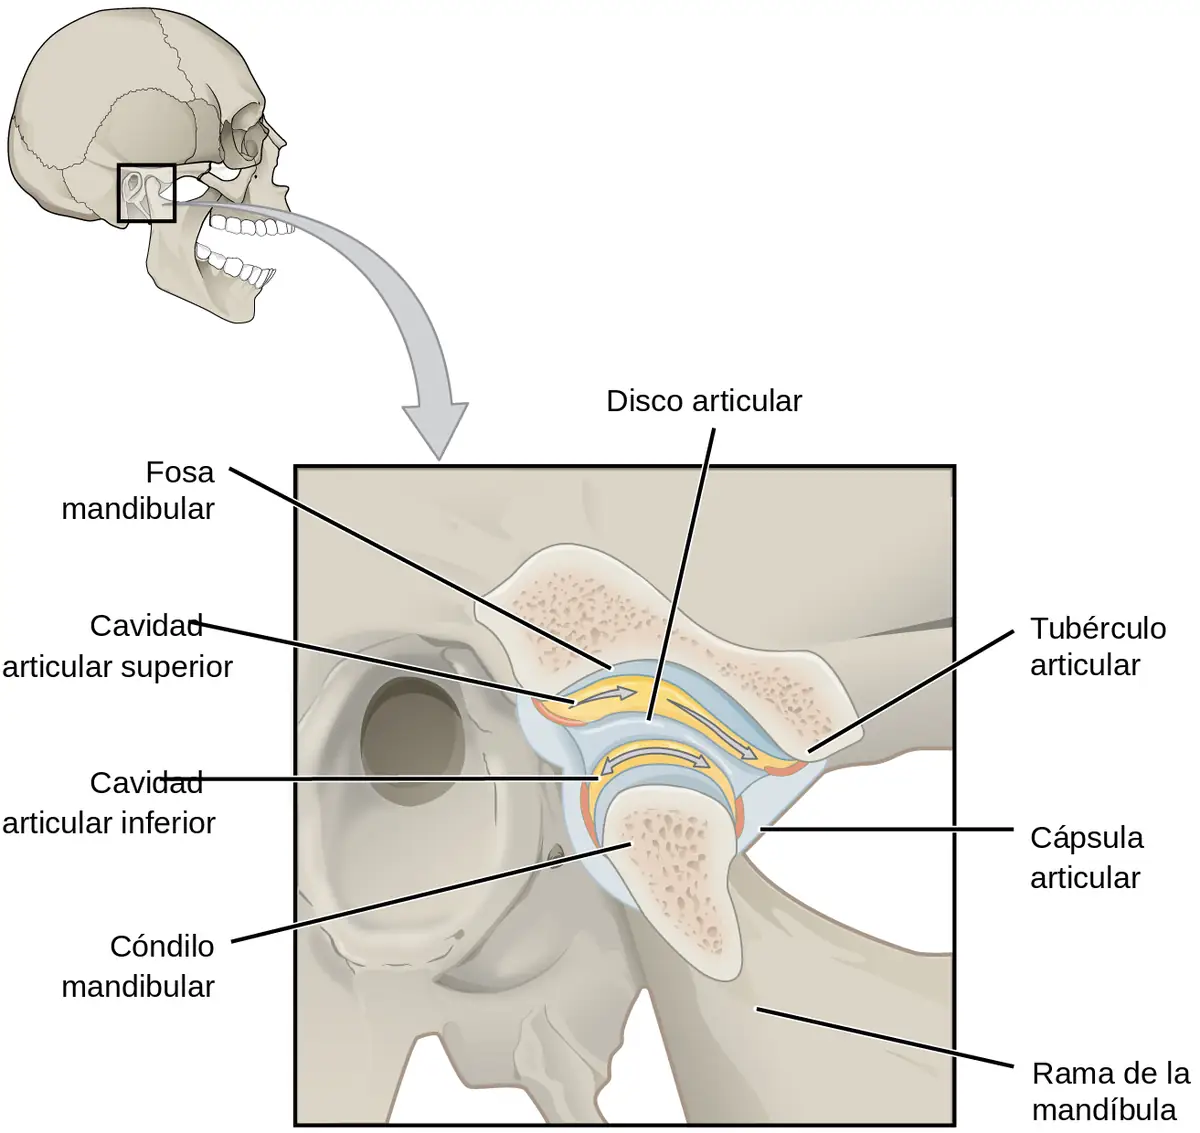 Disco articular
Fosa
mandibular
Cavidad
articular superior
Tubérculo
articular
Cavidad
articular inferior
Cápsula
articular
Cóndilo
mandibular
Rama de la
mandíbula